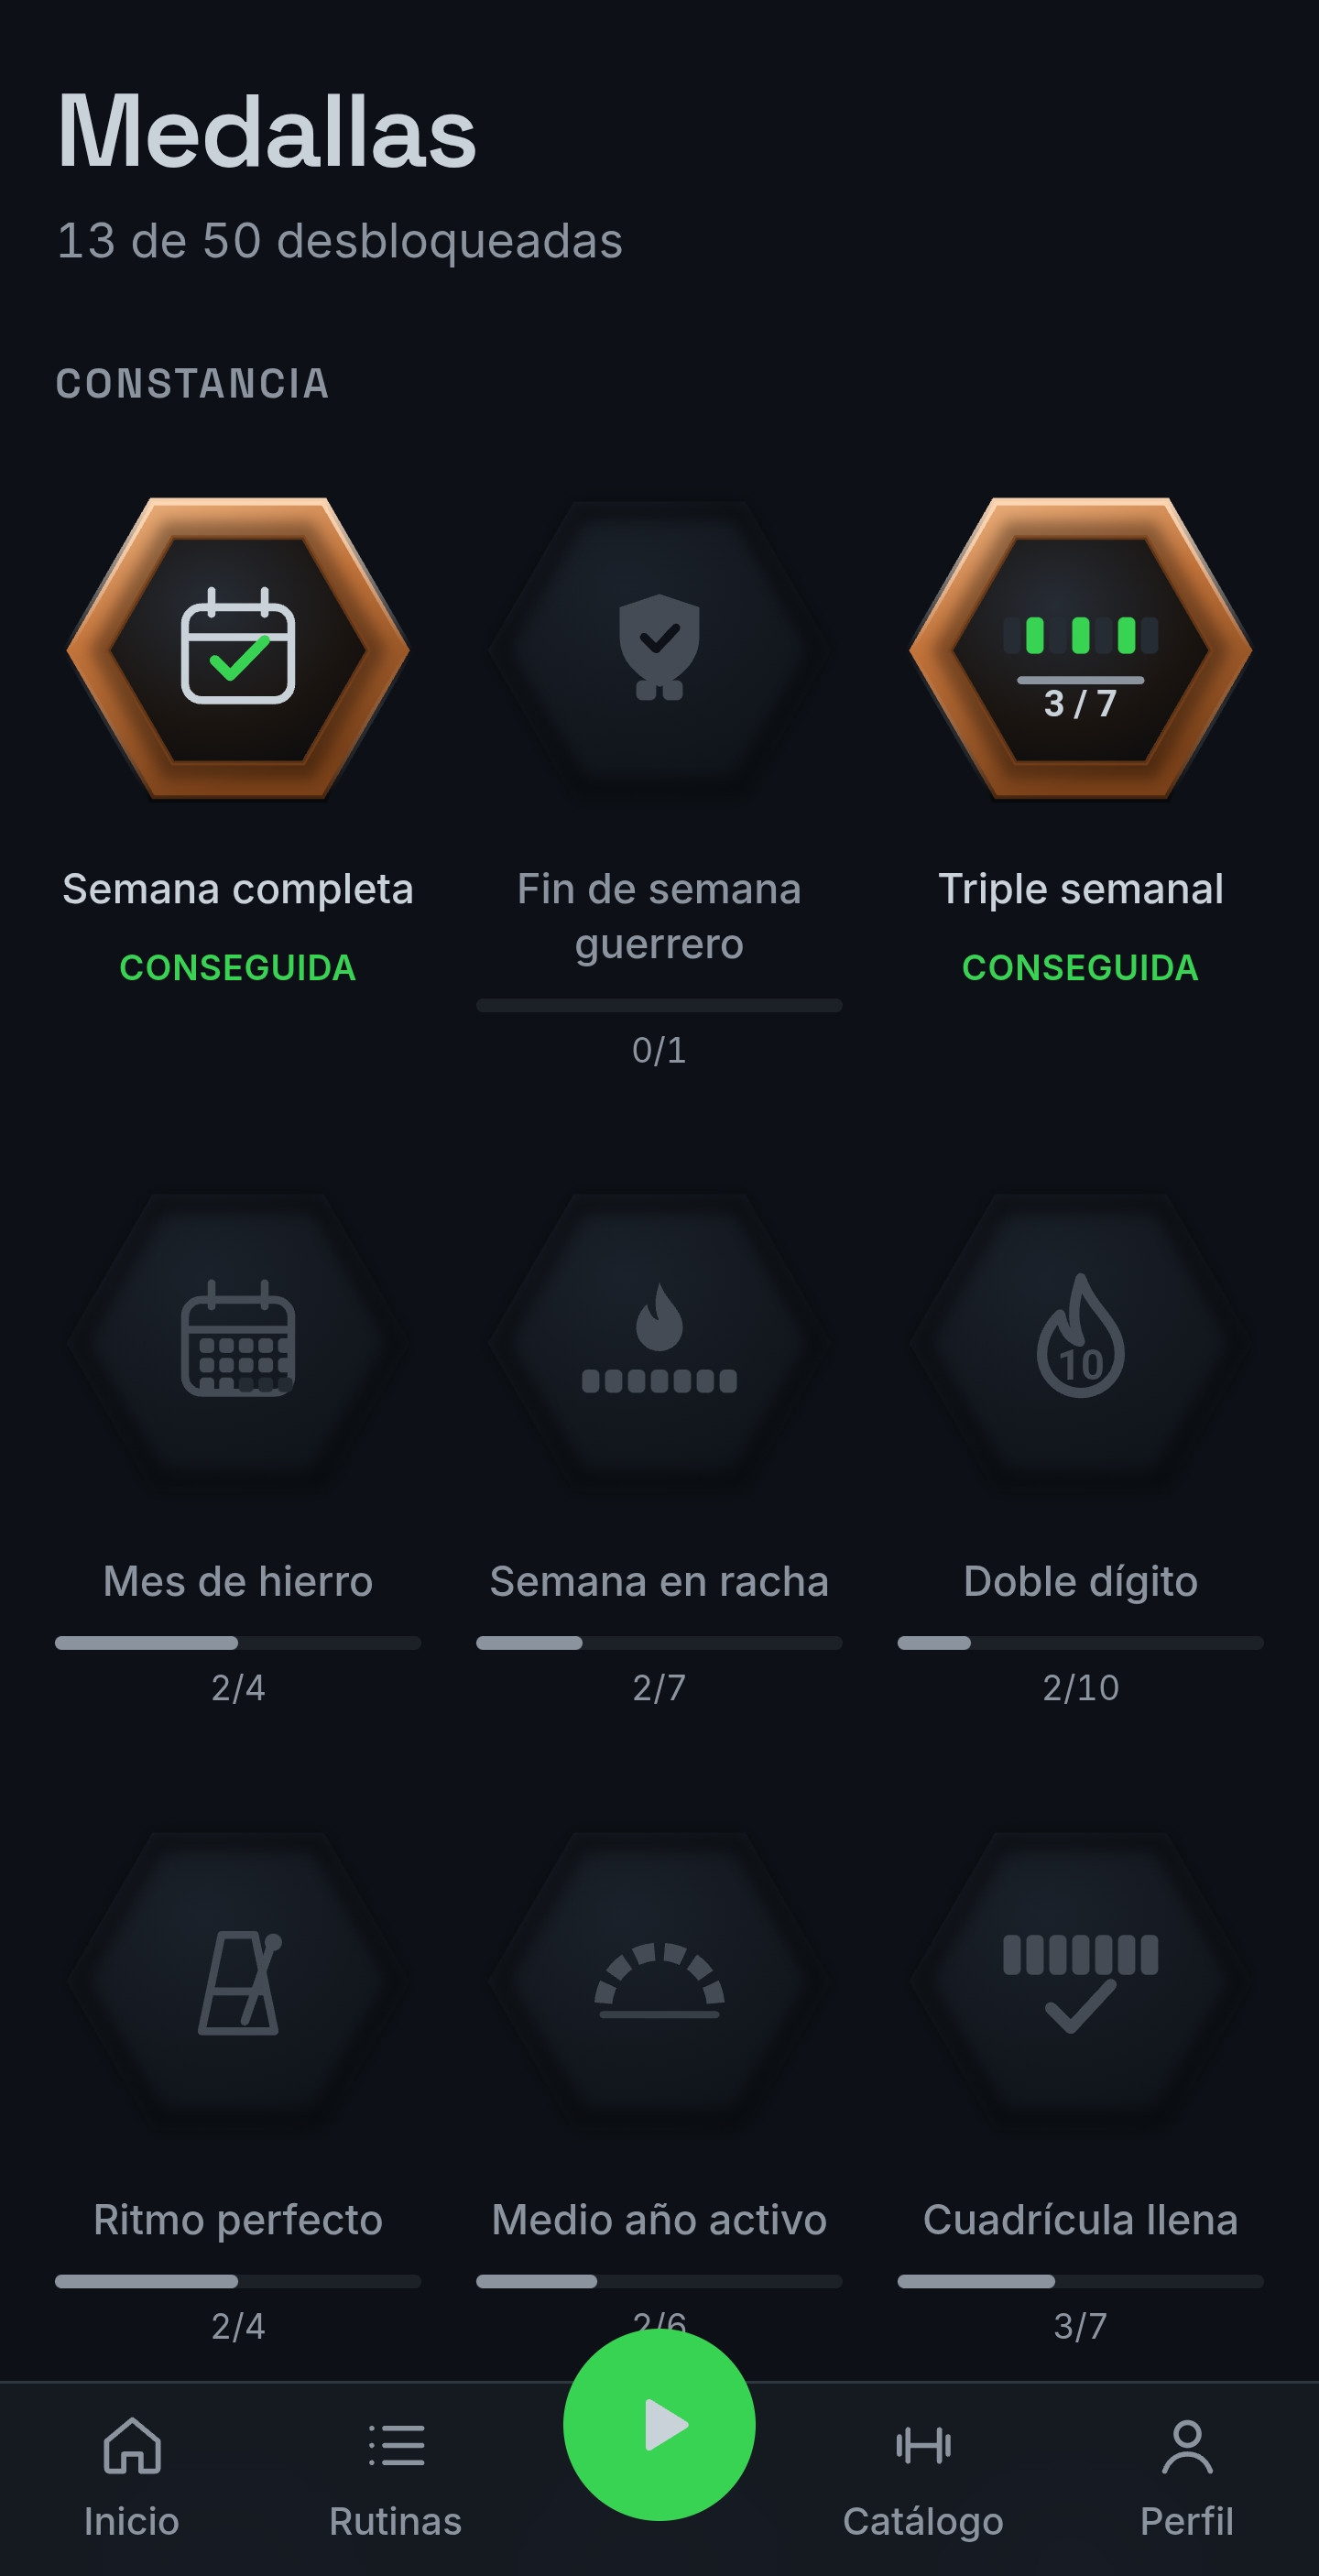 Medallas
13 de 50 desbloqueadas
CONSTANCIA
3 / 7
Semana completa
CONSEGUIDA
Fin de semana
guerrero
0/1
Triple semanal
CONSEGUIDA
10
Mes de hierro
2/4
Semana en racha
2/7
Doble dígito
2/10
Ritmo perfecto
2/4
Medio año activo
2/6
Cuadrícula llena
3/7
Inicio
Rutinas
Catálogo
Perfil